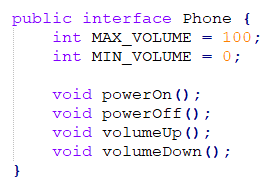 public interface Phone {
    int MAX_VOLUME = 100;
    int MIN_VOLUME = 0;

    void powerOn();
    void powerOff();
    void volumeUp();
    void volumeDown();
}